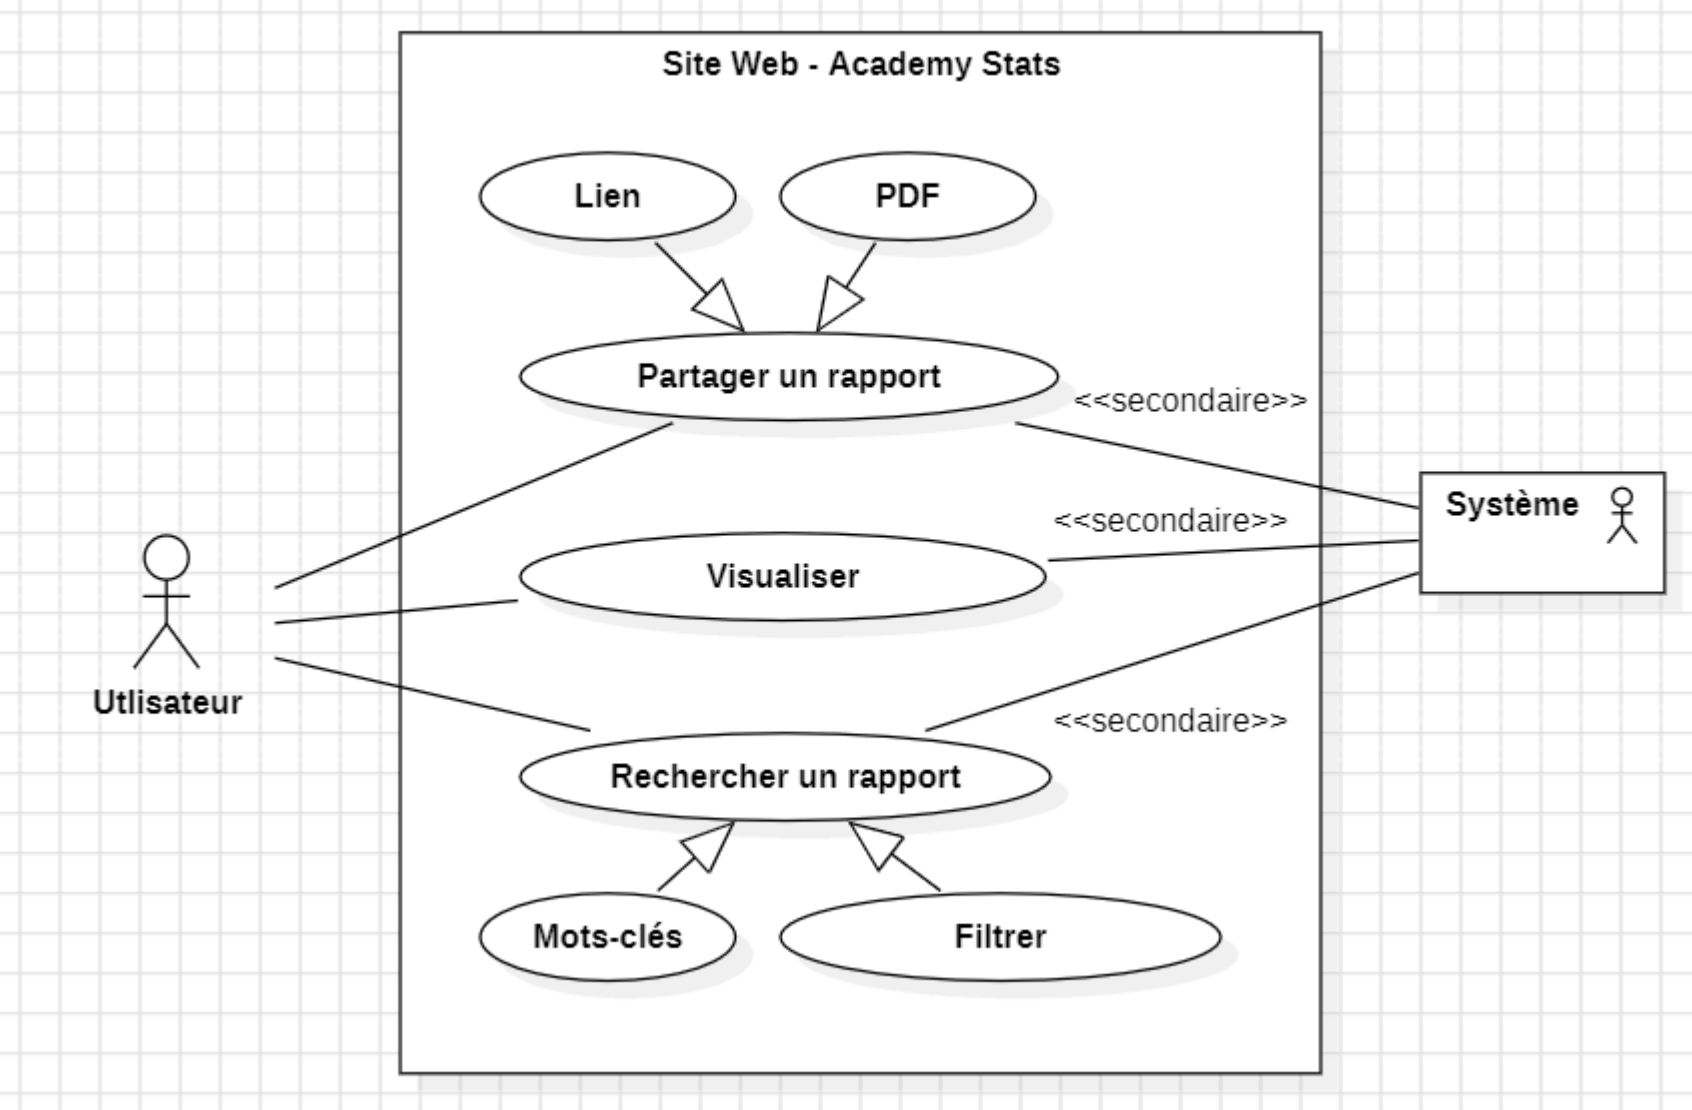 Site Web - Academy Stats
Lien
PDF
Partager un rapport
<<secondaire>>
Système
<<secondaire>>
Visualiser
Utlisateur
<<secondaire>>
Rechercher un rapport
Mots-clés
Filtrer